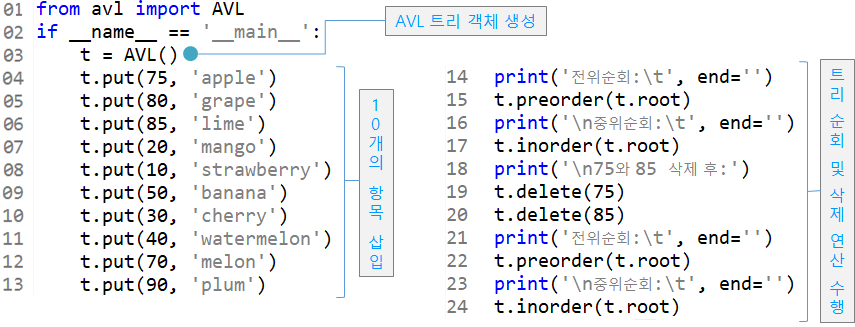 01 from avl import AVL
02 if __name__ == '__main__':
03 t = AVL()
AVL 트리 객체 생성
04 t.put(75, 'apple')
05 t.put(80, 'grape')
06 t.put(85, 'lime')
07 t.put(20, 'mango')
08 t.put(10, 'strawberry')
09 t.put(50, 'banana')
10 t.put(30, 'cherry')
11 t.put(40, 'watermelon')
12 t.put(70, 'melon')
13 t.put(90, 'plum')
10개의 항목 삽입
14 print('전위순회:\t', end='')
15 t.preorder(t.root)
16 print('\n중위순회:\t', end='')
17 t.inorder(t.root)
18 print('\n75와 85 삭제 후:')
19 t.delete(75)
20 t.delete(85)
21 print('전위순회:\t', end='')
22 t.preorder(t.root)
23 print('\n중위순회:\t', end='')
24 t.inorder(t.root)
트리 순회 및 삭제 연산 수행